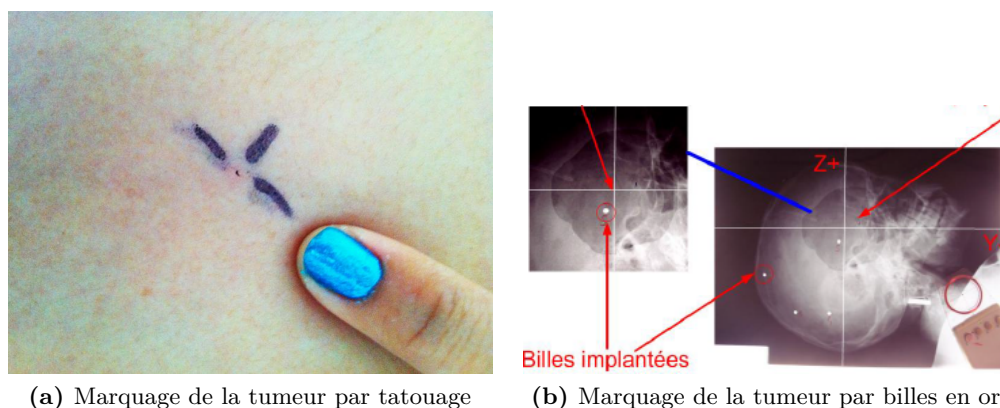 Z+
Y
Billes implantées
(a) Marquage de la tumeur par tatouage
(b) Marquage de la tumeur par billes en or